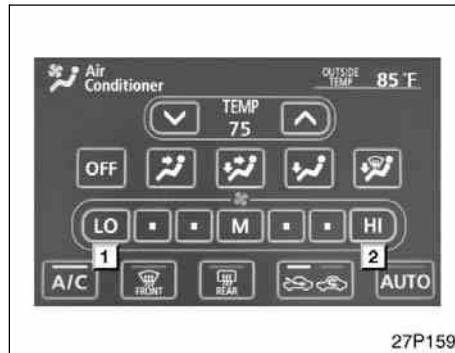 Air
Conditioner
OUTSIDE
TEMP
85 °F
TEMP
75
OFF
LO
M
HI
1
2
A/C
FRONT
REAR
AUTO
27P159